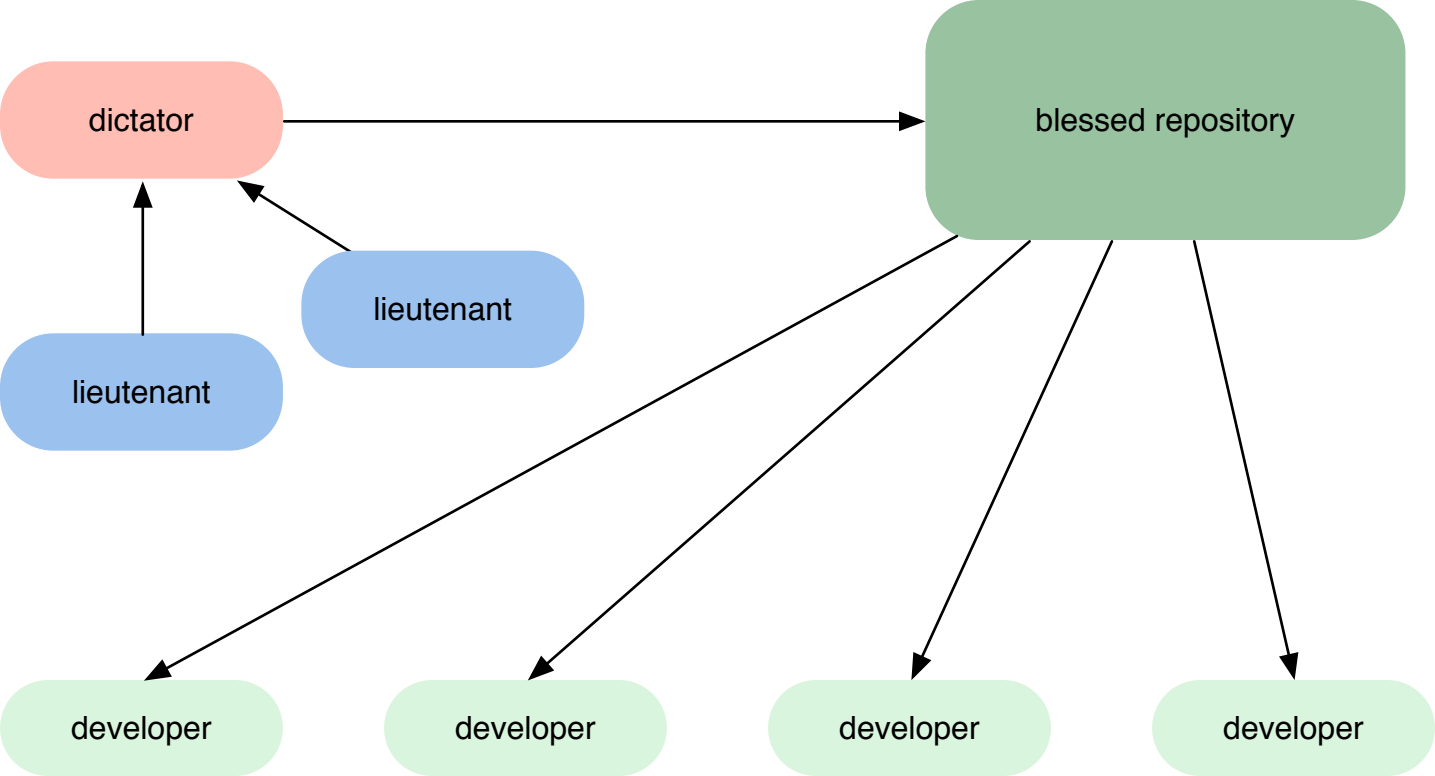 dictator
blessed repository
lieutenant
lieutenant
developer
developer
developer
developer